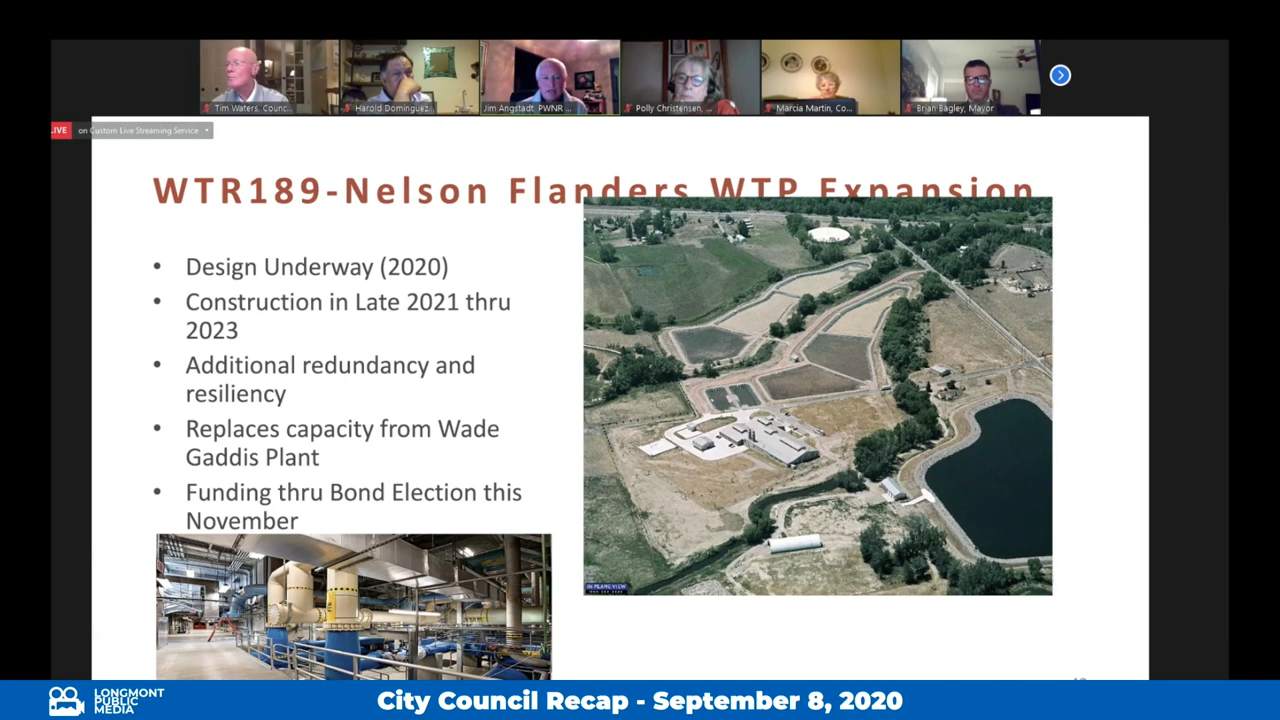 Tim Waters, Counc...
Harold Dominguez...
Jim Angstadt, PWNR ...
Polly Christensen, ...
Marcia Martin, Co...
Brian Bagley, Mayor
LIVE
on Custom Live Streaming Service
WTR189-Nelson Flanders WTP Expansion
• Design Underway (2020)
• Construction in Late 2021 thru
2023
• Additional redundancy and
resiliency
• Replaces capacity from Wade
Gaddis Plant
• Funding thru Bond Election this
November
IN PLANE VIEW
LONGMONT
PUBLIC
MEDIA
City Council Recap - September 8, 2020